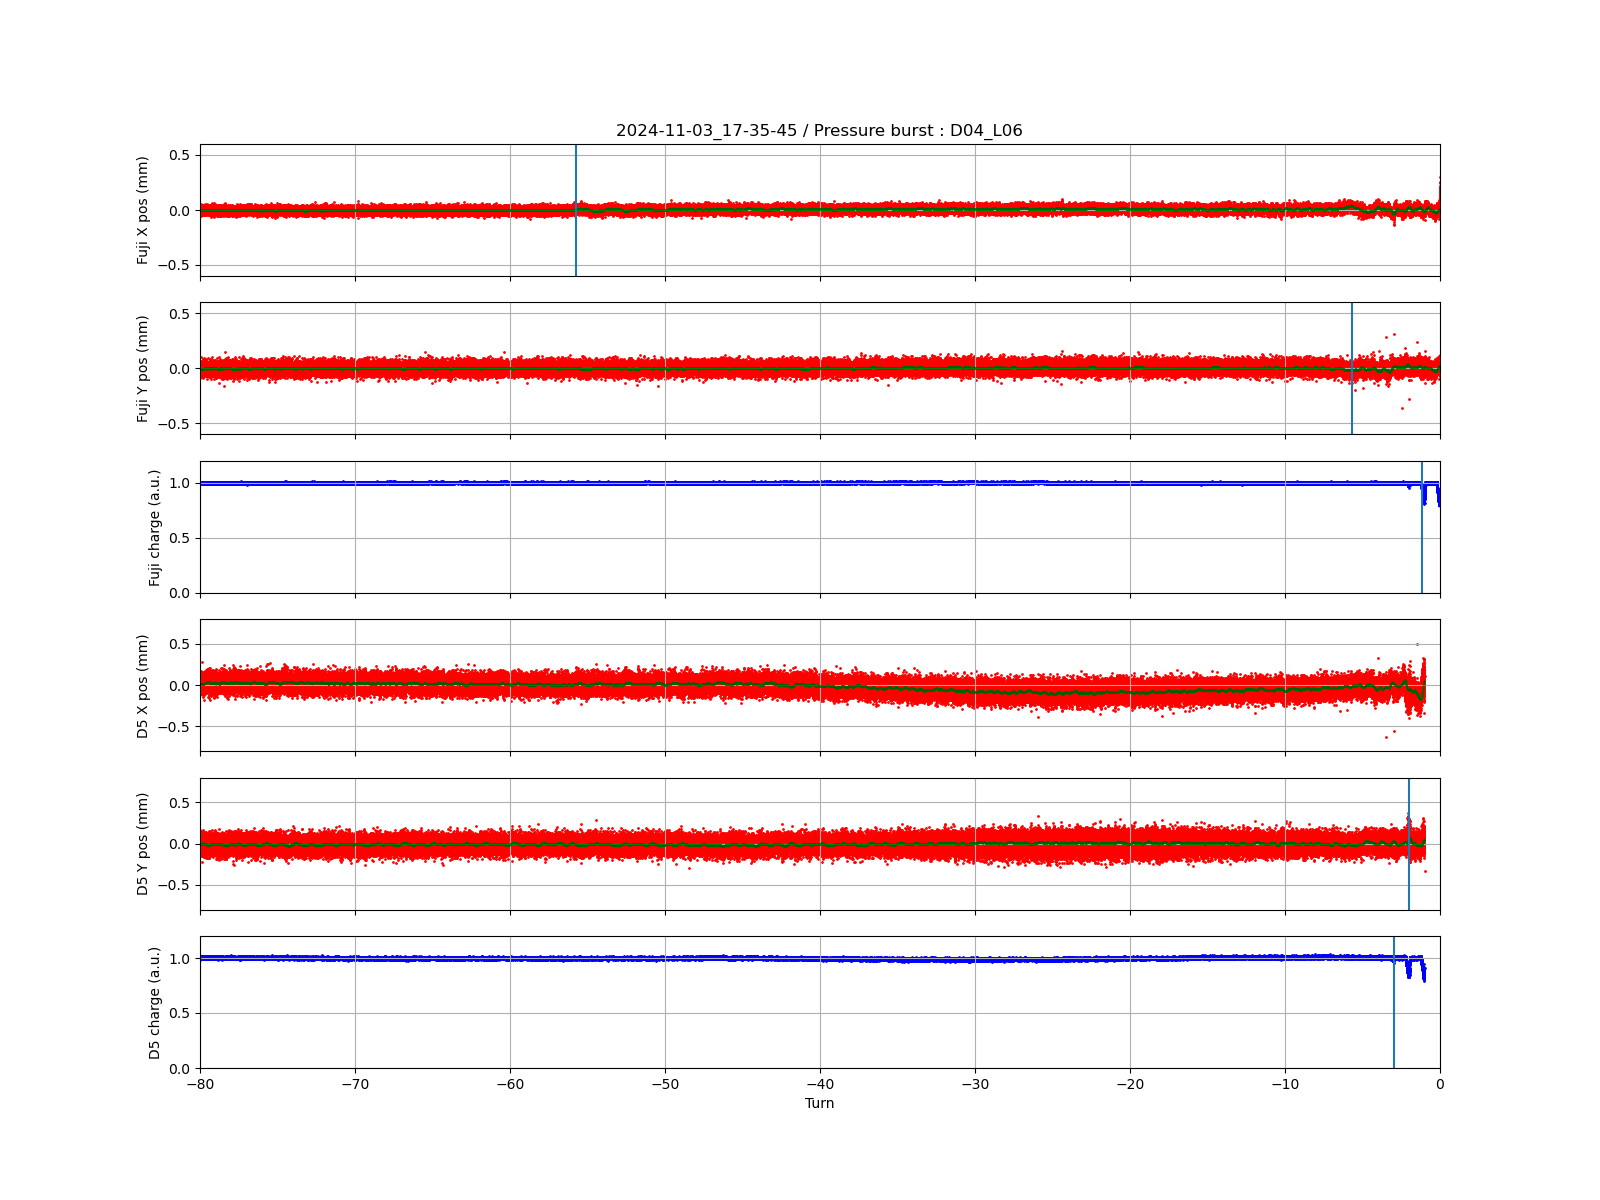 2024-11-03_17-35-45 / Pressure burst : D04_L06
Fuji X pos (mm)
0.5
0.0
−0.5
Fuji Y pos (mm)
0.5
0.0
−0.5
Fuji charge (a.u.)
1.0
0.5
0.0
D5 X pos (mm)
0.5
0.0
−0.5
D5 Y pos (mm)
0.5
0.0
−0.5
D5 charge (a.u.)
1.0
0.5
0.0
−80 −70 −60 −50 −40 −30 −20 −10 0
Turn